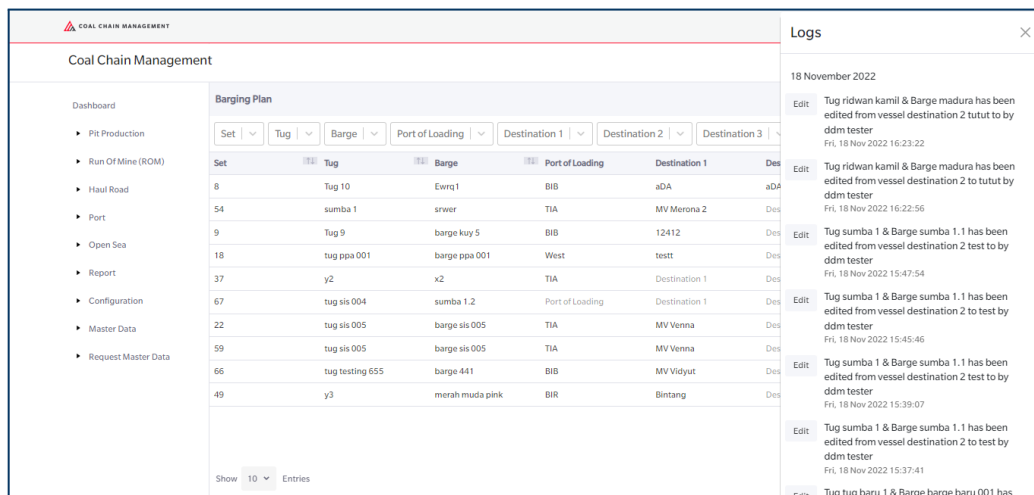 COAL CHAIN MANAGEMENT
Coal Chain Management
Dashboard
Pit Production
Run Of Mine (ROM)
Haul Road
Port
Open Sea
Report
Configuration
Master Data
Request Master Data
Barging Plan
Set Tug Barge Port of Loading Destination 1 Destination 2 Destination 3
Set Tug Barge Port of Loading Destination 1 Des
8 Tug 10 Ewrq1 BIB aDA aDA
54 sumba 1 srwer TIA MV Merona 2 Des
9 Tug 9 barge kuy 5 BIB 12412 Des
18 tug ppa 001 barge ppa 001 West testt Des
37 y2 x2 TIA Destination 1 Des
67 tug sis 004 sumba 1.2 Port of Loading Destination 1 Des
22 tug sis 005 barge sis 005 TIA MV Venna Des
59 tug sis 005 barge sis 005 TIA MV Venna Des
66 tug testing 655 barge 441 BIB MV Vidyut Des
49 y3 merah muda pink BIR Bintang Des
Show 10 Entries
Logs
18 November 2022
Edit Tug ridwan kamil & Barge madura has been
edited from vessel destination 2 tutut to by
ddm tester
Fri, 18 Nov 2022 16:23:22
Edit Tug ridwan kamil & Barge madura has been
edited from vessel destination 2 to tutut by
ddm tester
Fri, 18 Nov 2022 16:22:56
Edit Tug sumba 1 & Barge sumba 1.1 has been
edited from vessel destination 2 test to by
ddm tester
Fri, 18 Nov 2022 15:47:54
Edit Tug sumba 1 & Barge sumba 1.1 has been
edited from vessel destination 2 to test by
ddm tester
Fri, 18 Nov 2022 15:45:46
Edit Tug sumba 1 & Barge sumba 1.1 has been
edited from vessel destination 2 test to by
ddm tester
Fri, 18 Nov 2022 15:39:07
Edit Tug sumba 1 & Barge sumba 1.1 has been
edited from vessel destination 2 to test by
ddm tester
Fri, 18 Nov 2022 15:37:41
Edit Tug tug baru 1 & Barge barge baru 001 has